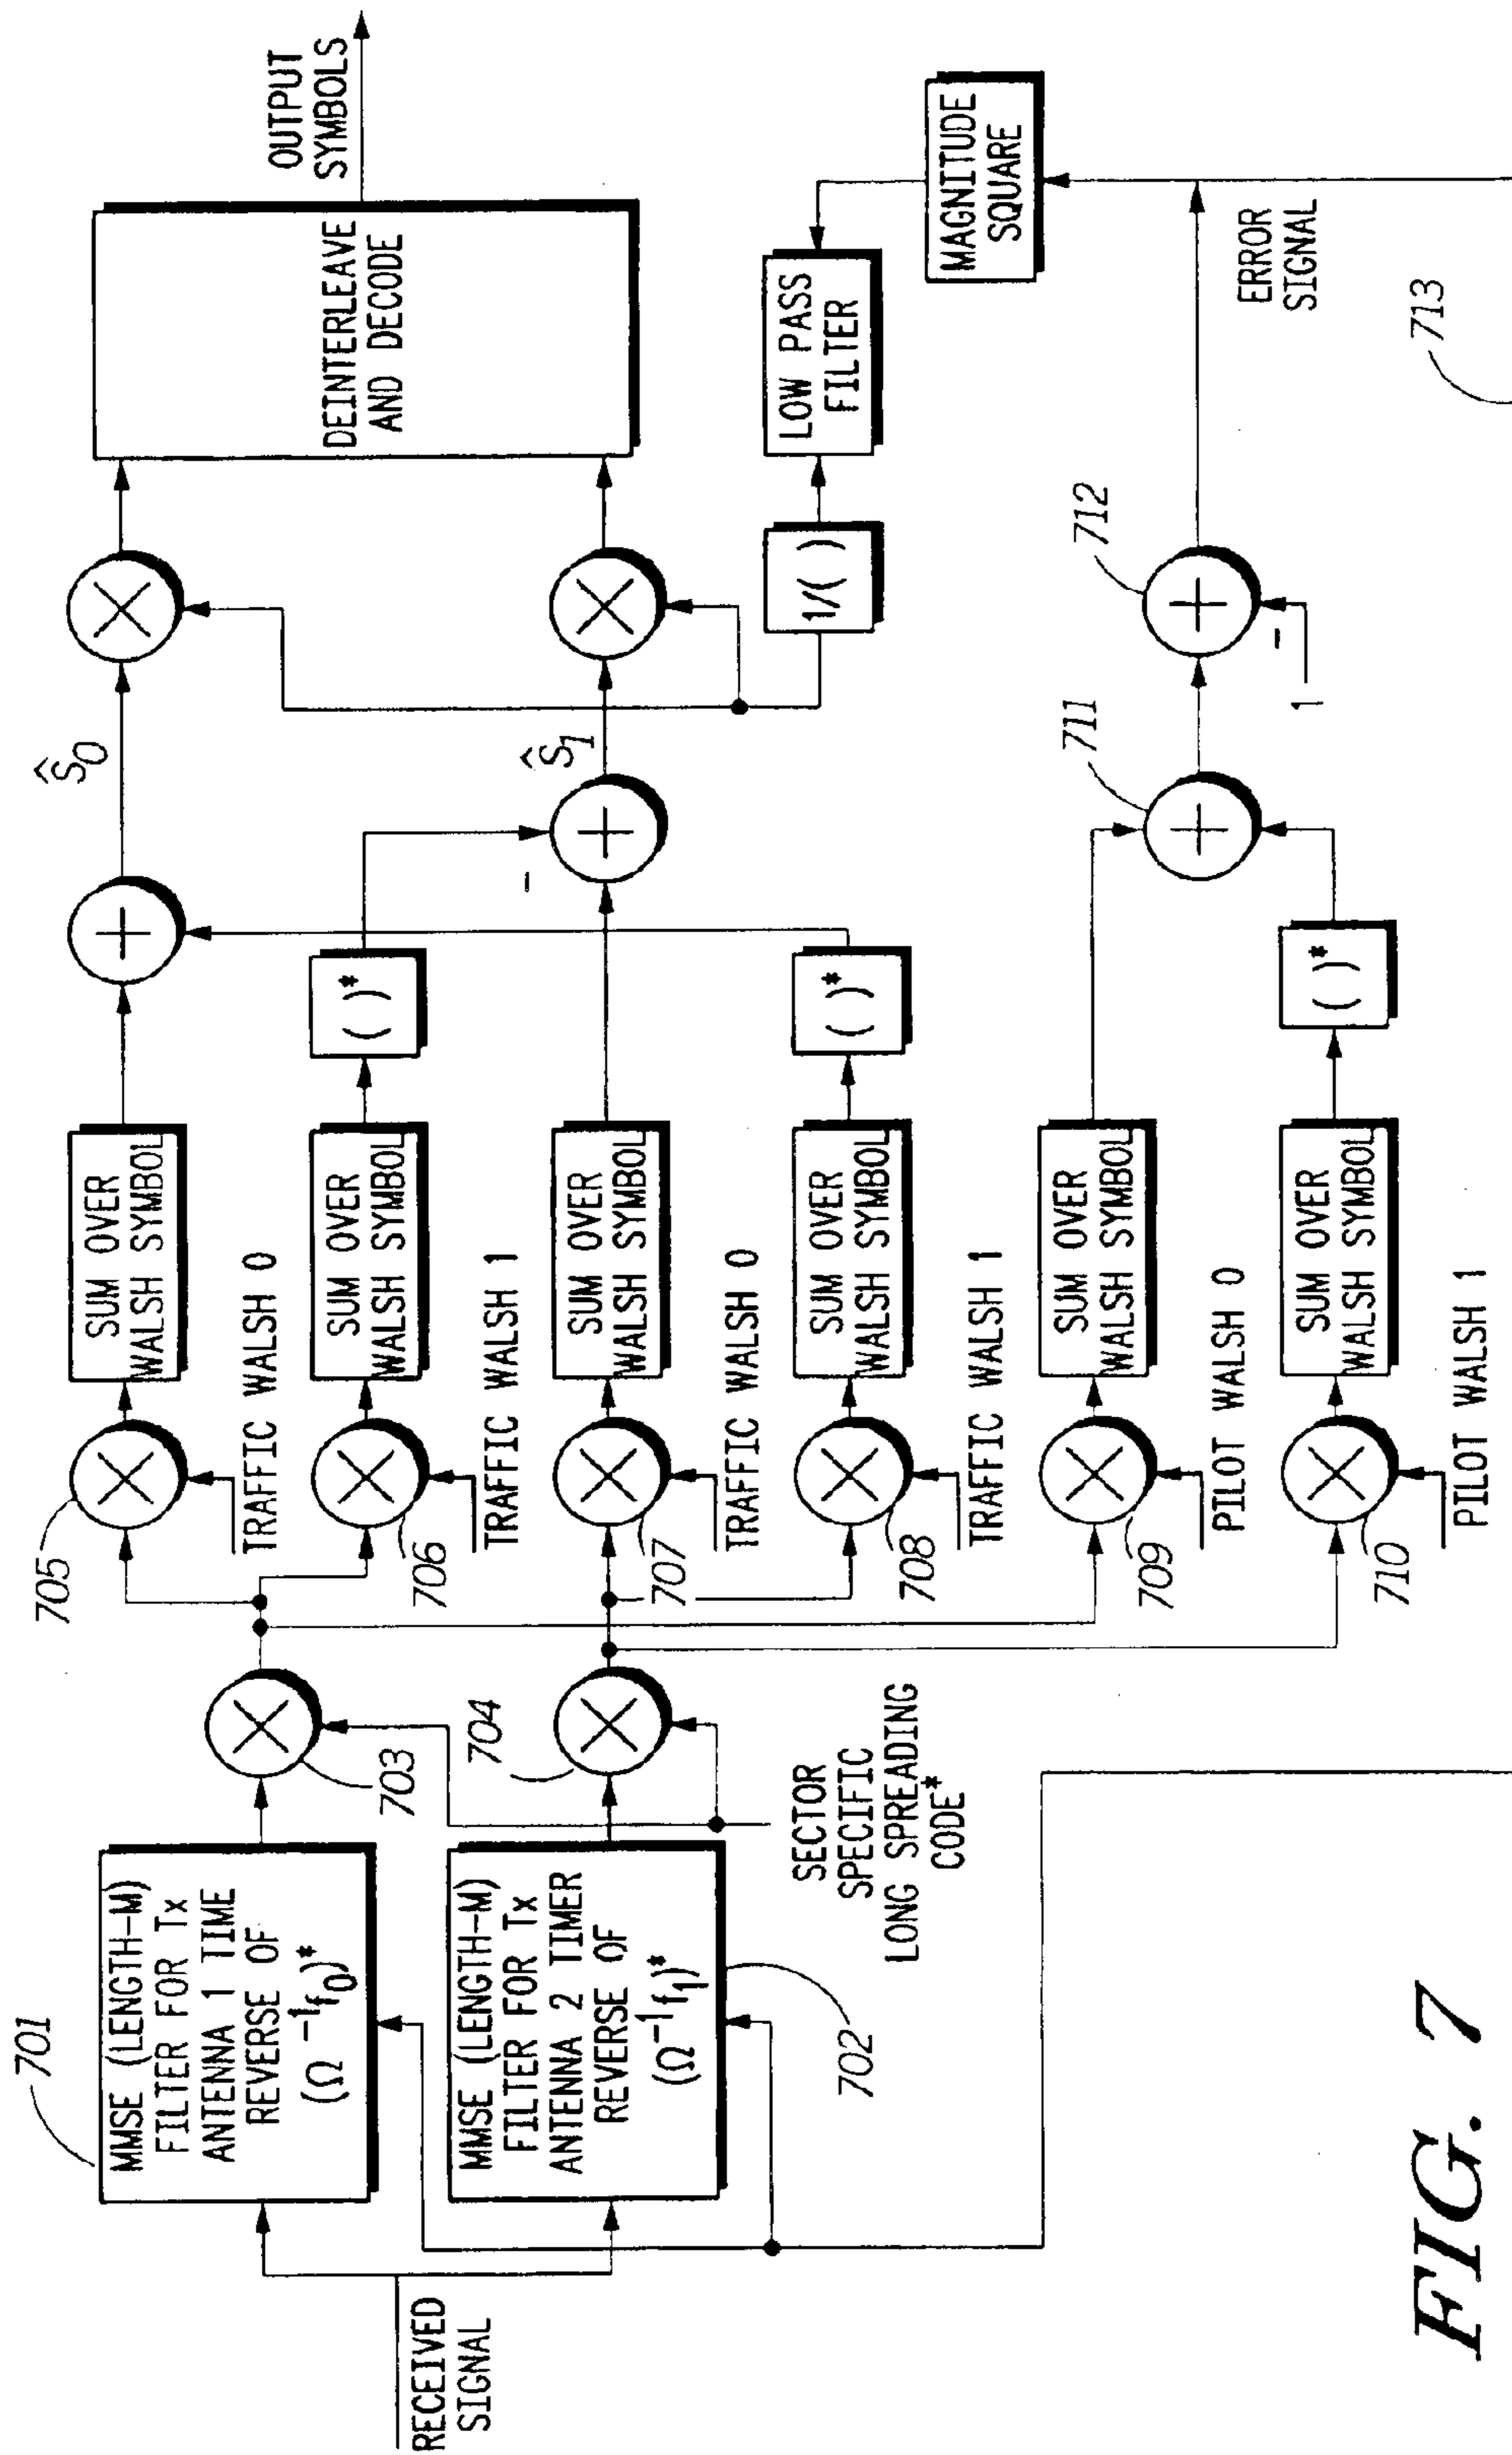 RECEIVED
SIGNAL
701
MMSE (LENGTH-M)
FILTER FOR Tx
ANTENNA 1 TIME
REVERSE OF
(Ω⁻¹f₀)*
MMSE (LENGTH-M)
FILTER FOR Tx
ANTENNA 2 TIMER
REVERSE OF
(Ω⁻¹f₁)*
702
703
704
SECTOR
SPECIFIC
LONG SPREADING
CODE*
705
TRAFFIC WALSH 0
SUM OVER
WALSH SYMBOL
706
TRAFFIC WALSH 1
SUM OVER
WALSH SYMBOL
( )*
707
TRAFFIC WALSH 0
SUM OVER
WALSH SYMBOL
708
TRAFFIC WALSH 1
SUM OVER
WALSH SYMBOL
( )*
709
PILOT WALSH 0
SUM OVER
WALSH SYMBOL
710
PILOT WALSH 1
SUM OVER
WALSH SYMBOL
( )*
Ŝ₀
-
Ŝ₁
711
712
-
1
1/( )
LOW PASS
FILTER
MAGNITUDE
SQUARE
ERROR
SIGNAL
DEINTERLEAVE
AND DECODE
OUTPUT
SYMBOLS
713
FIG. 7